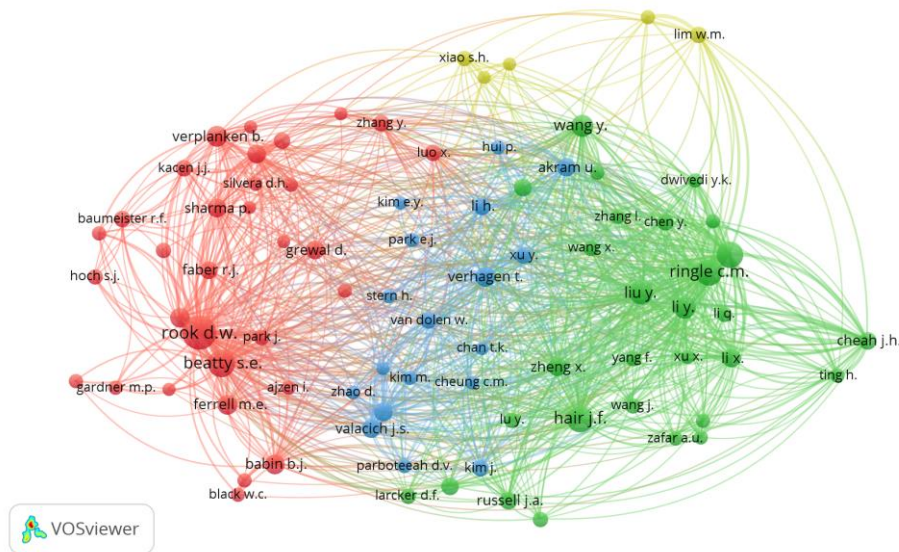 lim w.m.
xiao s.h.
zhang y.
wang y.
verplanken b.
hui p.
luo x.
kacen j.j.
akram u.
silvera d.h.
dwivedi y.k.
kim e.y.
li h.
sharma p.
baumeister r.f.
zhang l.
chen y.
park e.j.
grewal d.
wang x.
xu y.
faber r.j.
hoch s.j.
verhagen t.
ringle c.m.
stern h.
liu y.
li y.
li q.
van dolen w.
rook d.w.
park j.
cheah j.h.
chan t.k.
beatty s.e.
zheng x.
yang f.
xu x.
li x.
ting h.
gardner m.p.
ajzen i.
zhao d.
kim m.
cheung c.m.
ferrell m.e.
wang j.
hair j.f.
lu y.
valacich j.s.
zafar a.u.
babin b.j.
parboteeah d.v.
kim j.
black w.c.
larcker d.f.
russell j.a.
VOSviewer